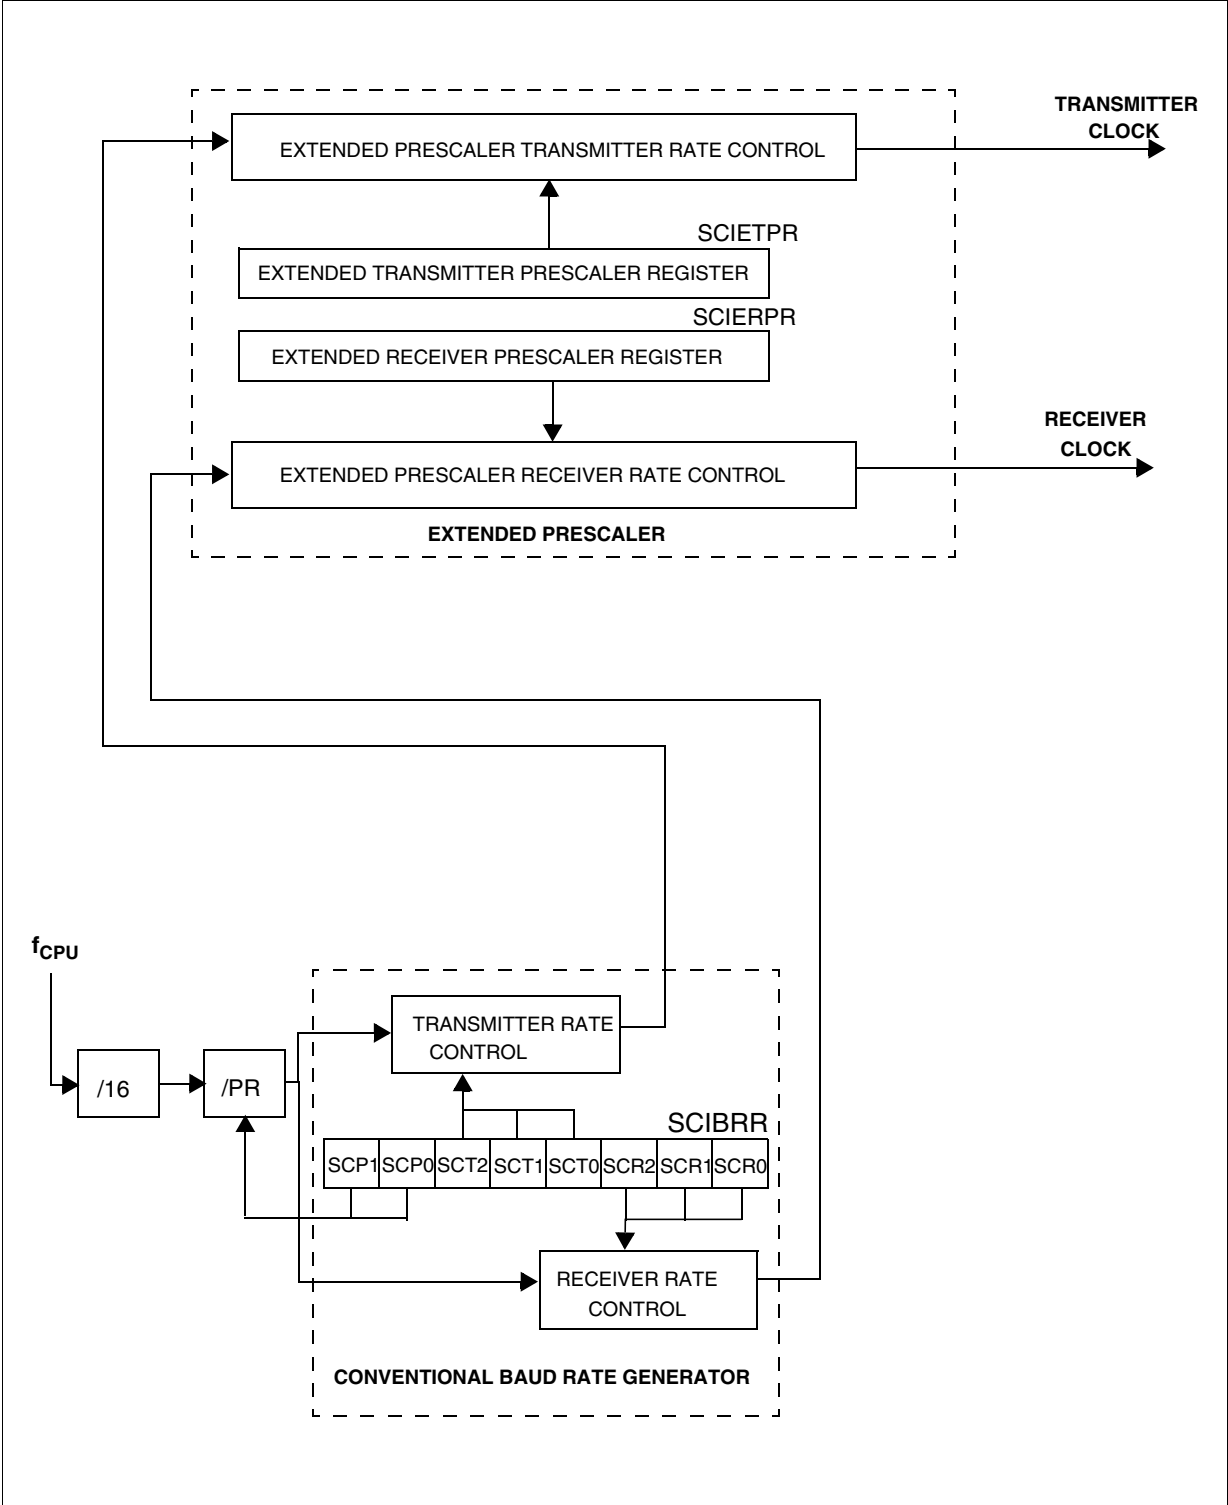 TRANSMITTER
CLOCK
EXTENDED PRESCALER TRANSMITTER RATE CONTROL
SCIETPR
EXTENDED TRANSMITTER PRESCALER REGISTER
SCIERPR
EXTENDED RECEIVER PRESCALER REGISTER
RECEIVER
CLOCK
EXTENDED PRESCALER RECEIVER RATE CONTROL
EXTENDED PRESCALER
fCPU
TRANSMITTER RATE
CONTROL
/16
/PR
SCIBRR
SCP1 SCP0 SCT2 SCT1 SCT0 SCR2 SCR1 SCR0
RECEIVER RATE
CONTROL
CONVENTIONAL BAUD RATE GENERATOR